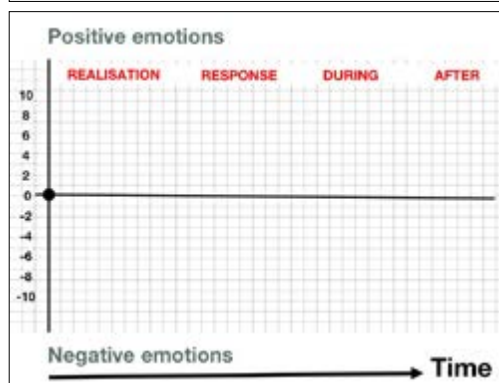 Positive emotions
REALISATION RESPONSE DURING AFTER
10
8
6
4
2
0
-2
-4
-6
-8
-10
Negative emotions
Time